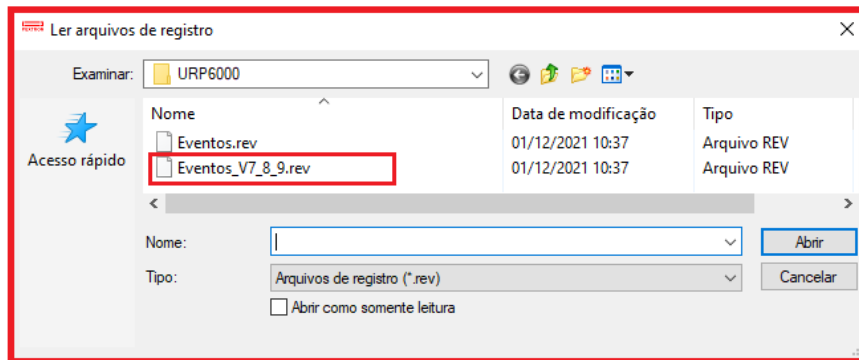 Ler arquivos de registro
Examinar: URP6000
Nome Data de modificação Tipo
Eventos.rev 01/12/2021 10:37 Arquivo REV
Eventos_V7_8_9.rev 01/12/2021 10:37 Arquivo REV
Acesso rápido
Nome: Abrir
Tipo: Arquivos de registro (*.rev) Cancelar
Abrir como somente leitura